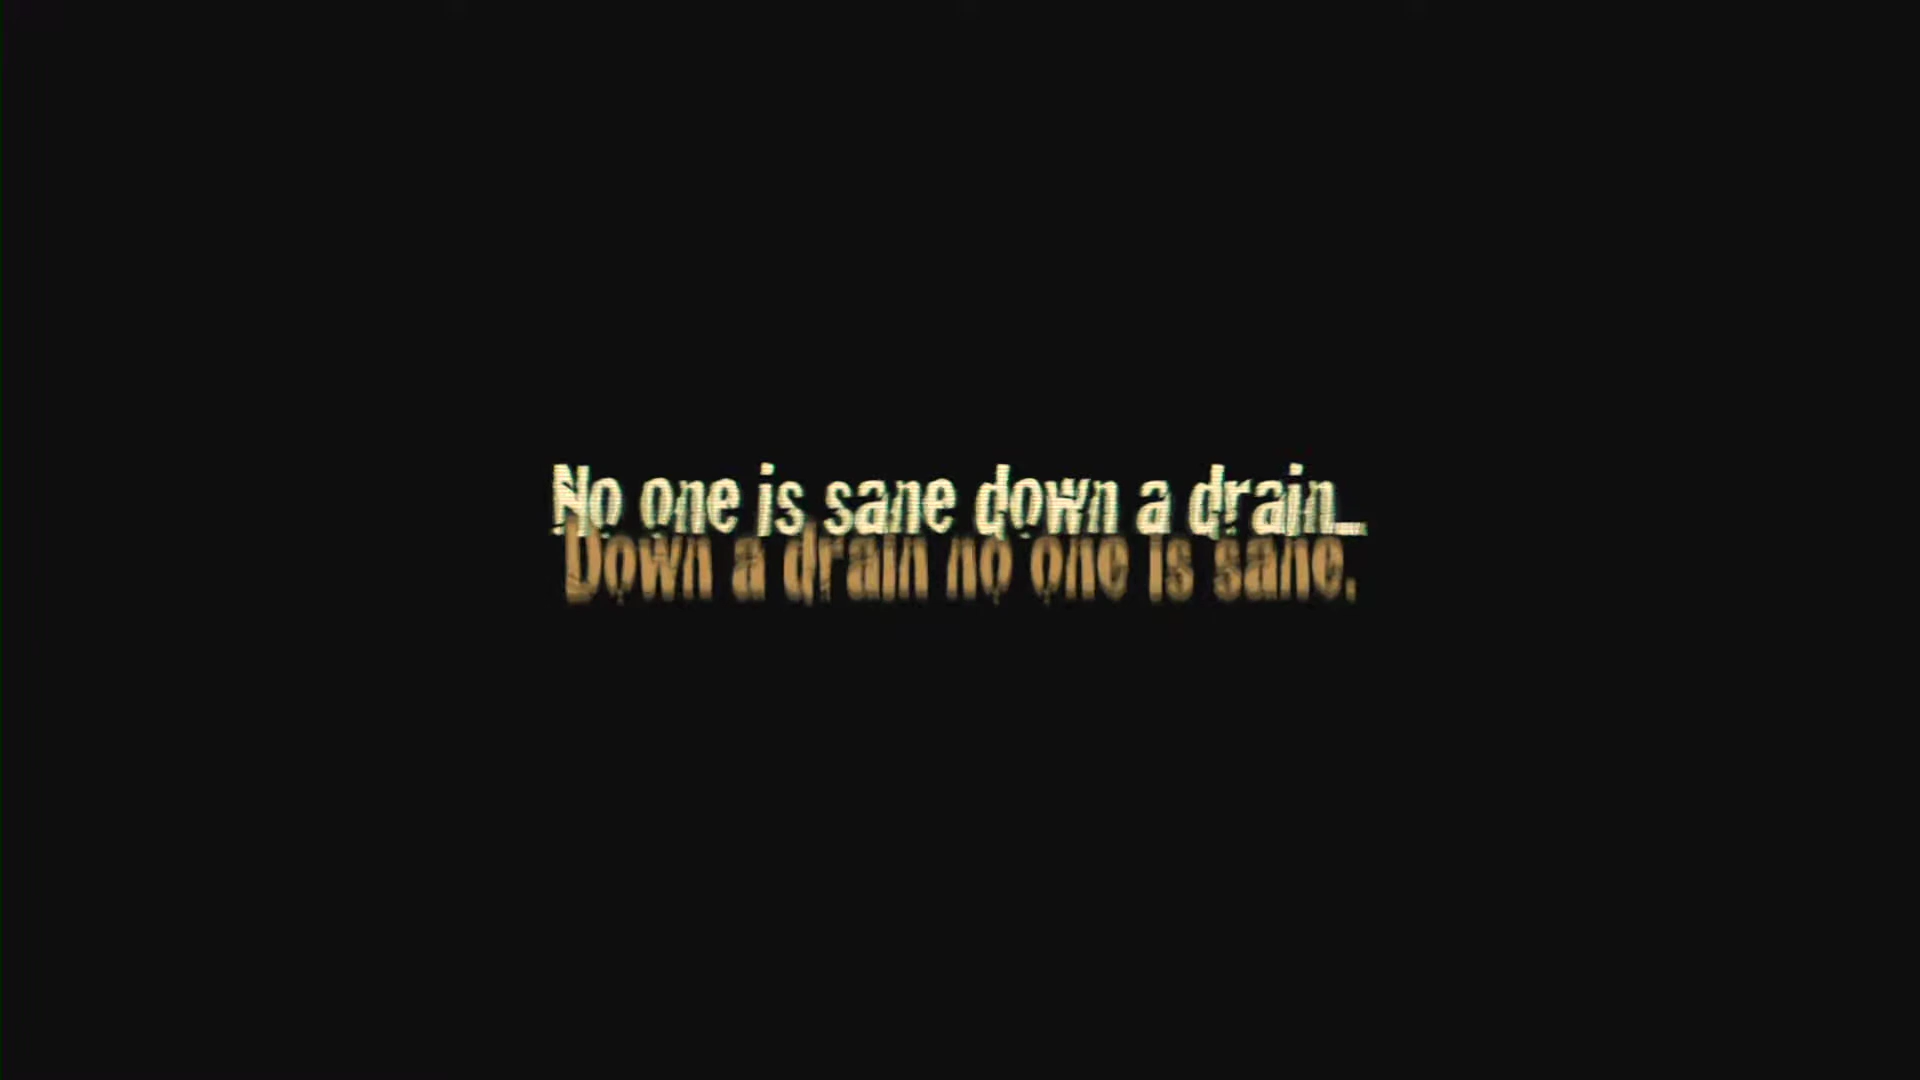 No one is sane down a drain...
Down a drain no one is sane.